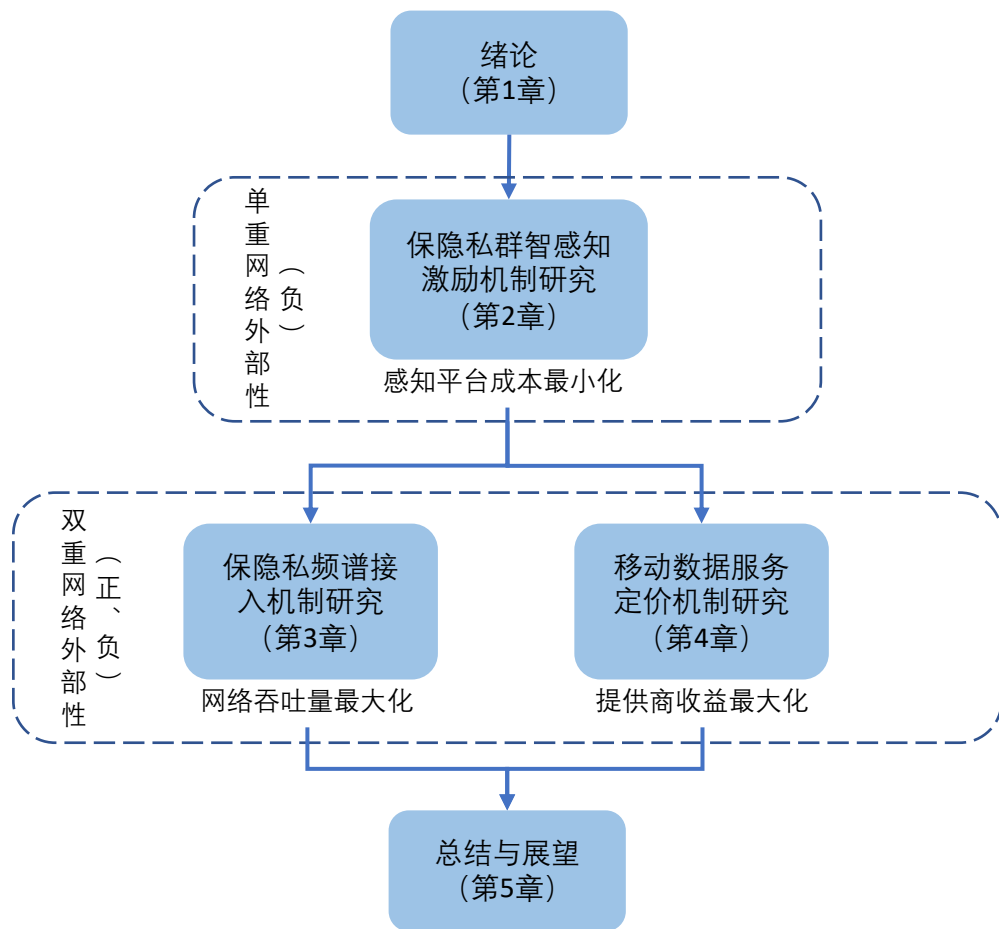 绪论
（第1章）
单重网络外部性
（负）
保隐私群智感知
激励机制研究
（第2章）
感知平台成本最小化
双重网络外部性
（正、负）
保隐私频谱接
入机制研究
（第3章）
网络吞吐量最大化
移动数据服务
定价机制研究
（第4章）
提供商收益最大化
总结与展望
（第5章）